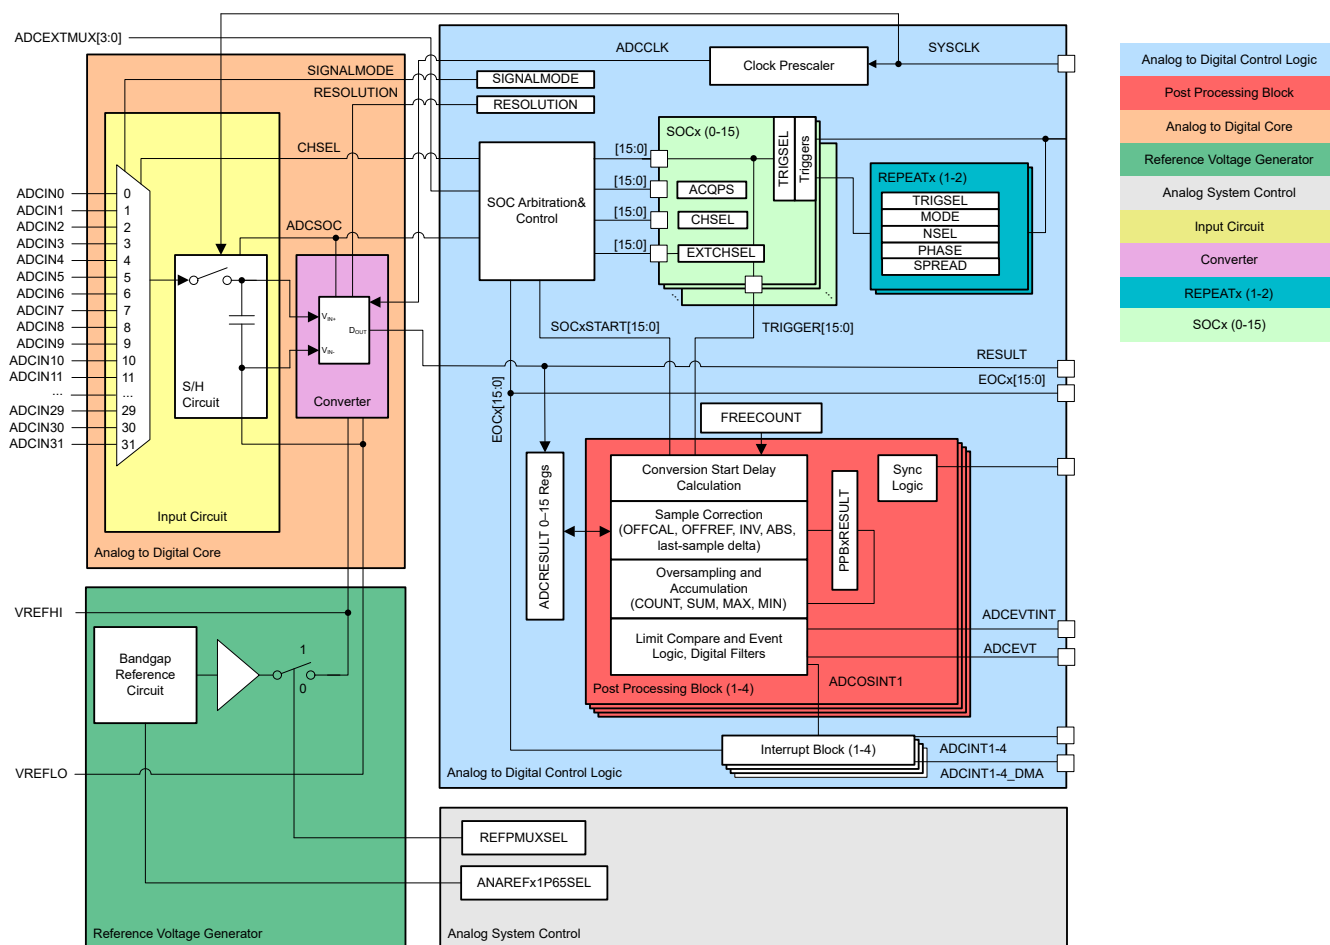 ADCEXTMUX[3:0]
ADCCLK
Clock Prescaler
SYSCLK
SIGNALMODE
SIGNALMODE
RESOLUTION
RESOLUTION
CHSEL
SOC Arbitration&
Control
[15:0]
[15:0]
[15:0]
[15:0]
SOCx (0-15)
TRIGSEL
Triggers
ACQPS
CHSEL
EXTCHSEL
REPEATx (1-2)
TRIGSEL
MODE
NSEL
PHASE
SPREAD
ADCIN0
ADCIN1
ADCIN2
ADCIN3
ADCIN4
ADCIN5
ADCIN6
ADCIN7
ADCIN8
ADCIN9
ADCIN10
ADCIN11
...
ADCIN29
ADCIN30
ADCIN31
0
1
2
3
4
5
6
7
8
9
10
11
...
29
30
31
ADCSOC
S/H
Circuit
VIN+
DOUT
VIN-
Converter
Input Circuit
Analog to Digital Core
SOCxSTART[15:0]
TRIGGER[15:0]
RESULT
EOCx[15:0]
EOCx[15:0]
FREECOUNT
ADCRESULT 0–15 Regs
Conversion Start Delay
Calculation
Sample Correction
(OFFCAL, OFFREF, INV, ABS,
last-sample delta)
Oversampling and
Accumulation
(COUNT, SUM, MAX, MIN)
Limit Compare and Event
Logic, Digital Filters
PPBxRESULT
Sync
Logic
Post Processing Block (1-4)
ADCEVTINT
ADCEVT
ADCOSINT1
Interrupt Block (1-4)
ADCINT1-4
ADCINT1-4_DMA
Analog to Digital Control Logic
VREFHI
VREFLO
Bandgap
Reference
Circuit
1
0
Reference Voltage Generator
REFPMUXSEL
ANAREFx1P65SEL
Analog System Control
Analog to Digital Control Logic
Post Processing Block
Analog to Digital Core
Reference Voltage Generator
Analog System Control
Input Circuit
Converter
REPEATx (1-2)
SOCx (0-15)